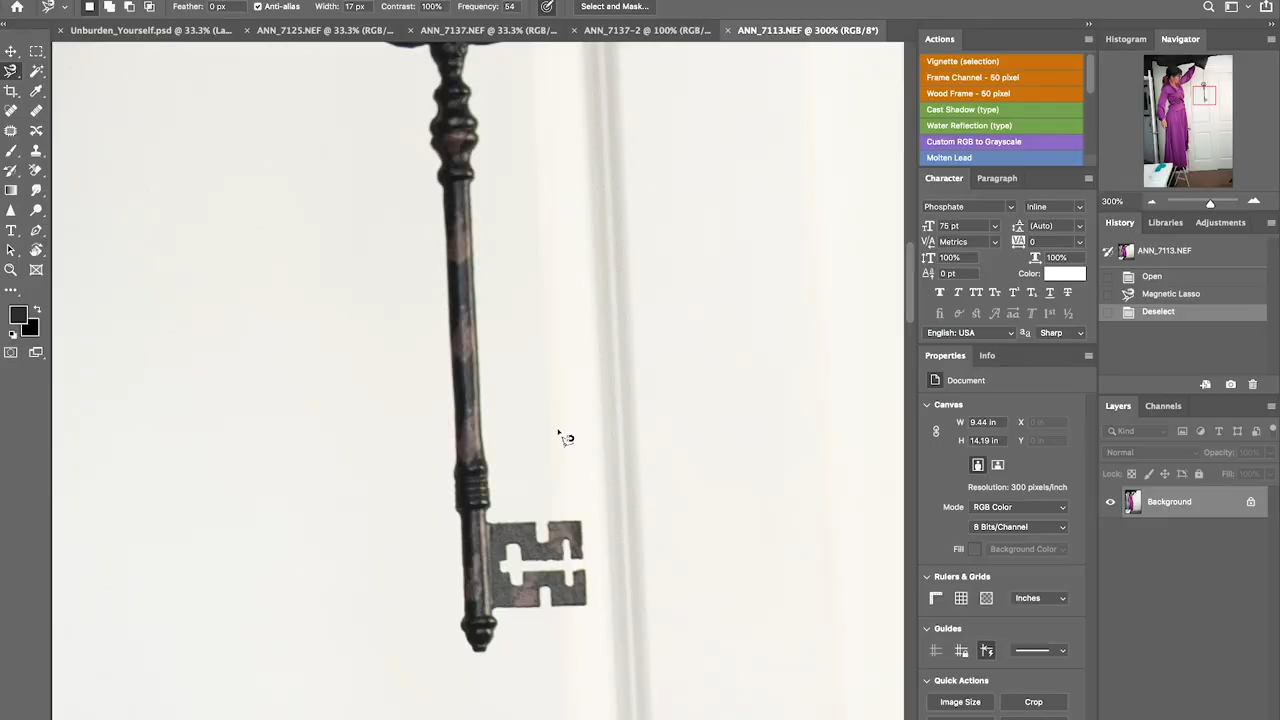 Feather: 0 px Anti-alias Width: 17 px Contrast: 100% Frequency: 54 Select and Mask...
Unburden_Yourself.psd @ 33.3% (La... ANN_7125.NEF @ 33.3% (RGB/... ANN_7137.NEF @ 33.3% (RGB/... ANN_7137-2 @ 100% (RGB/... ANN_7113.NEF @ 300% (RGB/8*)
Actions
Vignette (selection)
Frame Channel - 50 pixel
Wood Frame - 50 pixel
Cast Shadow (type)
Water Reflection (type)
Custom RGB to Grayscale
Molten Lead
Character Paragraph
Phosphate Inline
75 pt (Auto)
Metrics 0
100% 100%
0 pt Color:
English: USA Sharp
Properties Info
Document
Canvas
W 9.44 in X 0 in
H 14.19 in Y 0 in
Resolution: 300 pixels/inch
Mode RGB Color
8 Bits/Channel
Fill Background Color
Rulers & Grids
Inches
Guides
Quick Actions
Image Size Crop
Histogram Navigator
300%
History Libraries Adjustments
ANN_7113.NEF
Open
Magnetic Lasso
Deselect
Layers Channels
Kind
Normal Opacity: 100%
Lock: Fill: 100%
Background